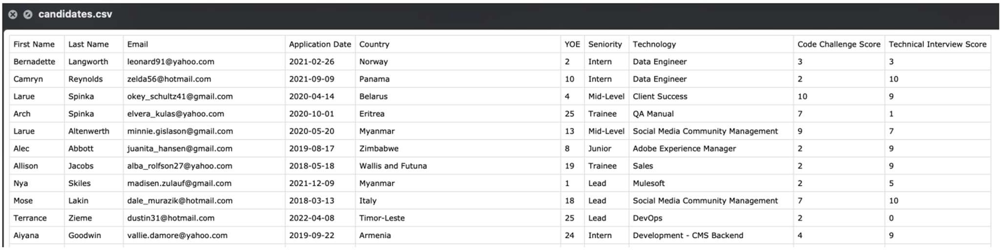 candidates.csv
First Name Last Name Email Application Date Country YOE Seniority Technology Code Challenge Score Technical Interview Score
Bernadette Langworth leonard91@yahoo.com 2021-02-26 Norway 2 Intern Data Engineer 3 3
Camryn Reynolds zelda56@hotmail.com 2021-09-09 Panama 10 Intern Data Engineer 2 10
Larue Spinka okey_schultz41@gmail.com 2020-04-14 Belarus 4 Mid-Level Client Success 10 9
Arch Spinka elvera_kulas@yahoo.com 2020-10-01 Eritrea 25 Trainee QA Manual 7 1
Larue Altenwerth minnie.gislason@gmail.com 2020-05-20 Myanmar 13 Mid-Level Social Media Community Management 9 7
Alec Abbott juanita_hansen@gmail.com 2019-08-17 Zimbabwe 8 Junior Adobe Experience Manager 2 9
Allison Jacobs alba_rolfson27@yahoo.com 2018-05-18 Wallis and Futuna 19 Trainee Sales 2 9
Nya Skiles madisen.zulauf@gmail.com 2021-12-09 Myanmar 1 Lead Mulesoft 2 5
Mose Lakin dale_murazik@hotmail.com 2018-03-13 Italy 18 Lead Social Media Community Management 7 10
Terrance Zieme dustin31@hotmail.com 2022-04-08 Timor-Leste 25 Lead DevOps 2 0
Aiyana Goodwin vallie.damore@yahoo.com 2019-09-22 Armenia 24 Intern Development - CMS Backend 4 9